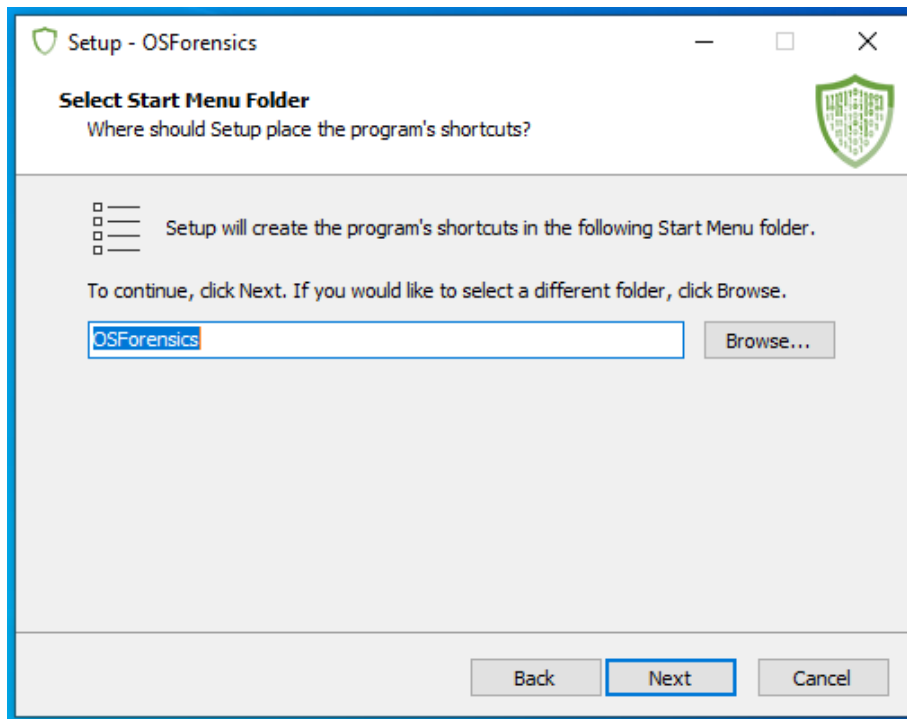 Setup - OSForensics
Select Start Menu Folder
Where should Setup place the program's shortcuts?
Setup will create the program's shortcuts in the following Start Menu folder.
To continue, click Next. If you would like to select a different folder, click Browse.
OSForensics
Browse...
Back
Next
Cancel